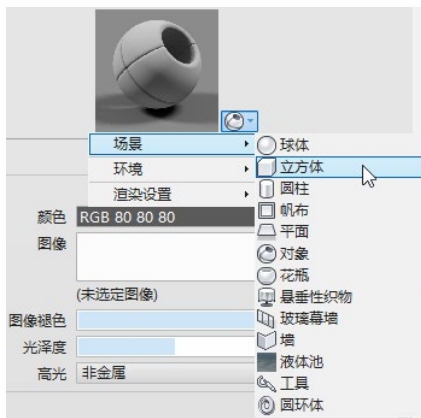 场景
环境
渲染设置
球体
立方体
圆柱
帆布
平面
对象
花瓶
悬垂性织物
玻璃幕墙
墙
液体池
工具
圆环体
颜色 RGB 80 80 80
图像
(未选定图像)
图像褪色
光泽度
高光 非金属